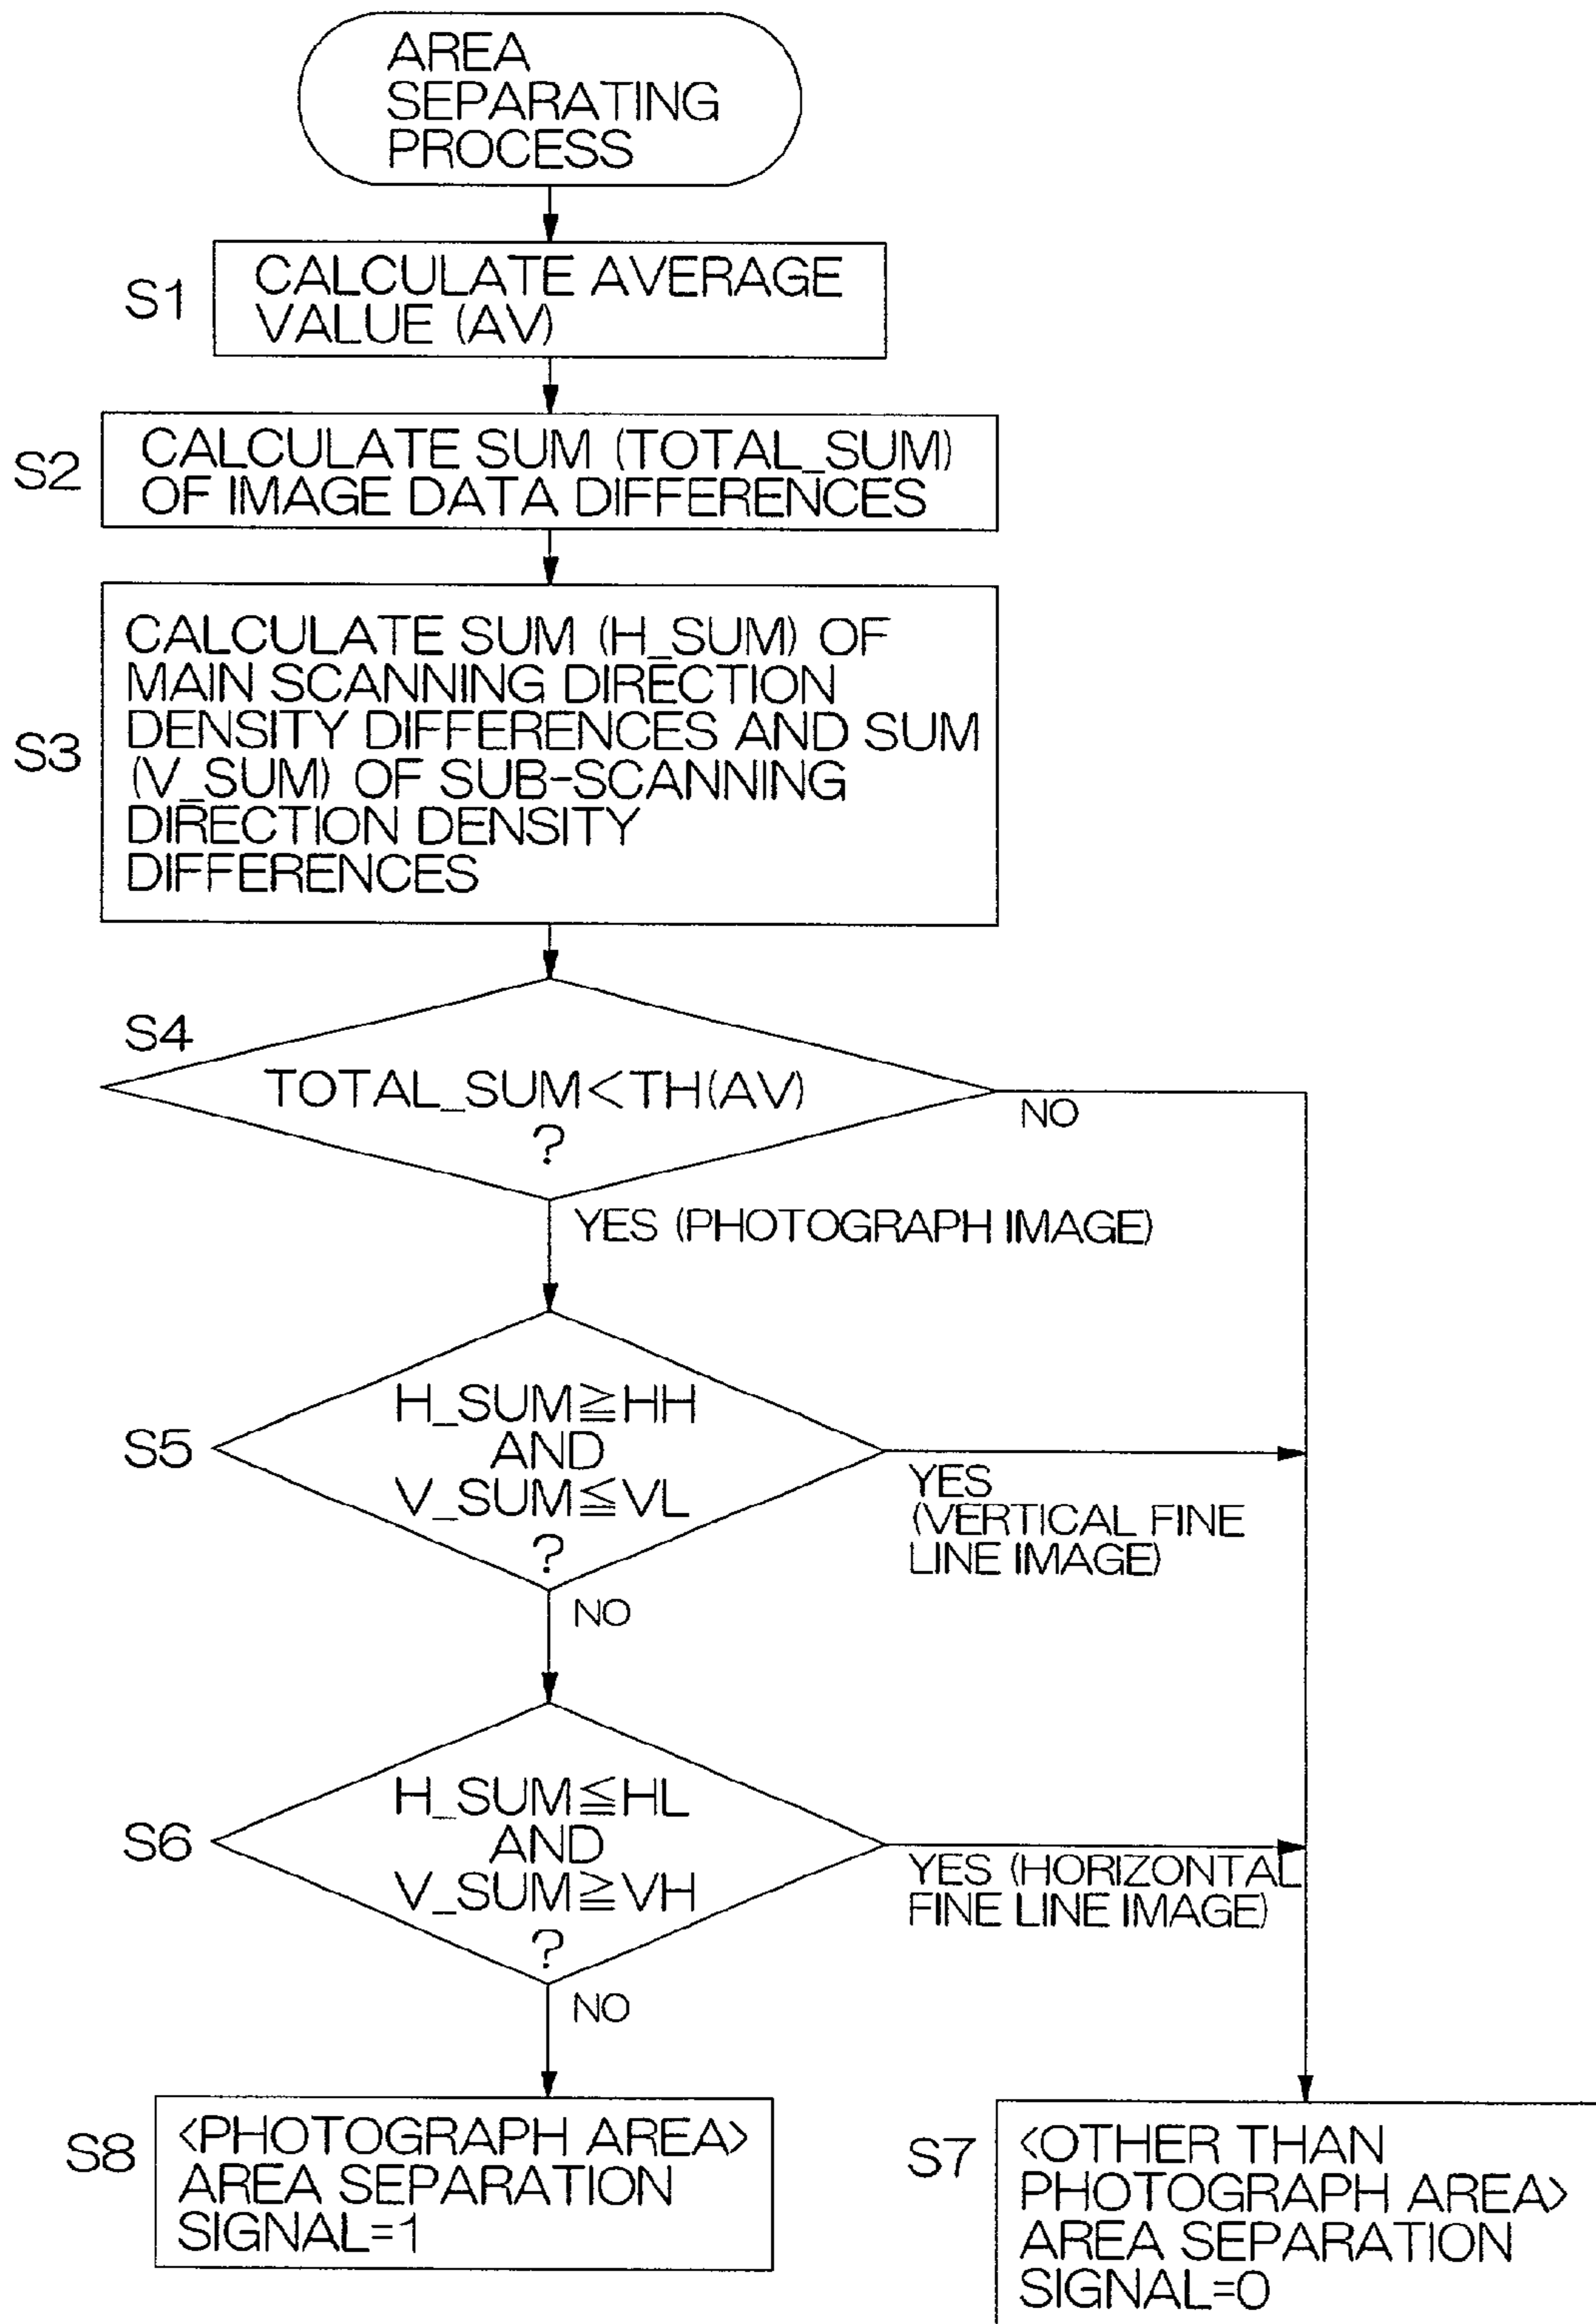 AREA
SEPARATING
PROCESS
S1
CALCULATE AVERAGE
VALUE (AV)
S2
CALCULATE SUM (TOTAL_SUM)
OF IMAGE DATA DIFFERENCES
S3
CALCULATE SUM (H_SUM) OF
MAIN SCANNING DIRECTION
DENSITY DIFFERENCES AND SUM
(V_SUM) OF SUB-SCANNING
DIRECTION DENSITY
DIFFERENCES
S4
TOTAL_SUM<TH(AV)
?
NO
YES (PHOTOGRAPH IMAGE)
S5
H_SUM≧HH
AND
V_SUM≦VL
?
YES
(VERTICAL FINE
LINE IMAGE)
NO
S6
H_SUM≦HL
AND
V_SUM≧VH
?
YES (HORIZONTAL
FINE LINE IMAGE)
NO
S8
<PHOTOGRAPH AREA>
AREA SEPARATION
SIGNAL=1
S7
<OTHER THAN
PHOTOGRAPH AREA>
AREA SEPARATION
SIGNAL=0